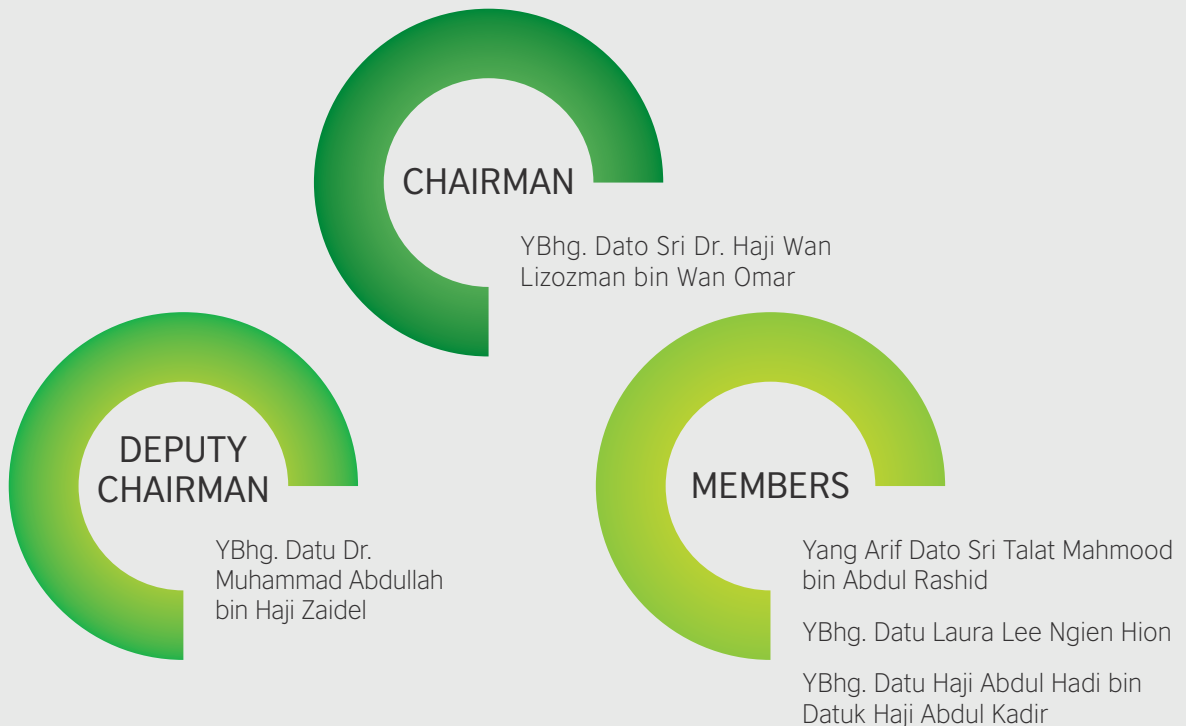 CHAIRMAN
YBhg. Dato Sri Dr. Haji Wan
Lizozman bin Wan Omar
DEPUTY
CHAIRMAN
YBhg. Datu Dr.
Muhammad Abdullah
bin Haji Zaidel
MEMBERS
Yang Arif Dato Sri Talat Mahmood
bin Abdul Rashid
YBhg. Datu Laura Lee Ngien Hion
YBhg. Datu Haji Abdul Hadi bin
Datuk Haji Abdul Kadir